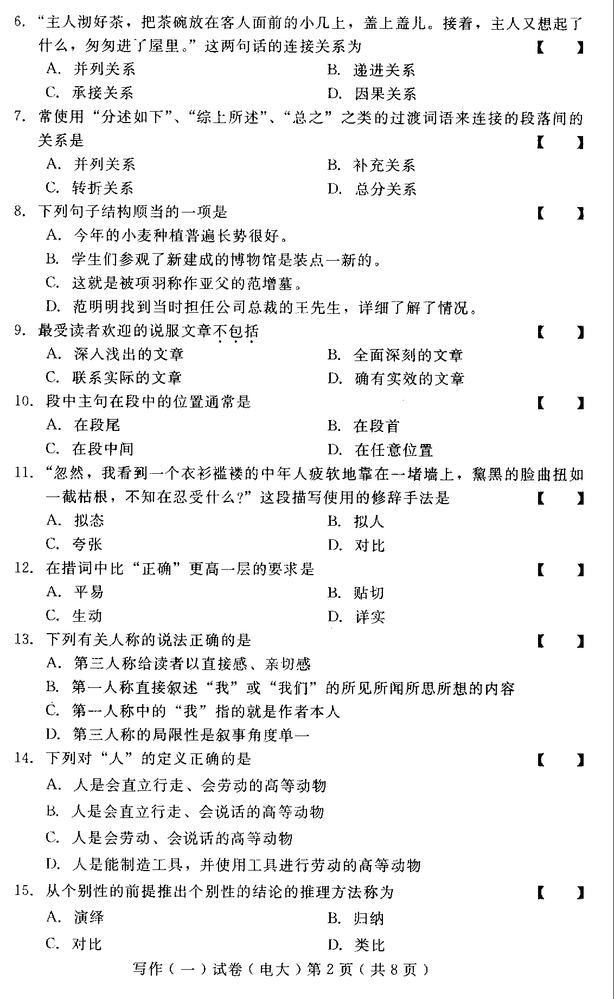 6. “主人沏好茶，把茶碗放在客人面前的小几上，盖上盖儿。接着，主人又想起了
什么，匆匆进了屋里。”这两句话的连接关系为 【 】
A. 并列关系 B. 递进关系
C. 承接关系 D. 因果关系
7. 常使用“分述如下”、“综上所述”、“总之”之类的过渡词语来连接的段落间的
关系是 【 】
A. 并列关系 B. 补充关系
C. 转折关系 D. 总分关系
8. 下列句子结构顺当的一项是 【 】
A. 今年的小麦种植普遍长势很好。
B. 学生们参观了新建成的博物馆是装点一新的。
C. 这就是被项羽称作亚父的范增墓。
D. 范明明找到当时担任公司总裁的王先生，详细了解了情况。
9. 最受读者欢迎的说服文章不包括 【 】
A. 深入浅出的文章 B. 全面深刻的文章
C. 联系实际的文章 D. 确有实效的文章
10. 段中主句在段中的位置通常是 【 】
A. 在段尾 B. 在段首
C. 在段中间 D. 在任意位置
11. “忽然，我看到一个衣衫褴褛的中年人疲软地靠在一堵墙上，黧黑的脸曲扭如
一截枯根，不知在忍受什么?”这段描写使用的修辞手法是 【 】
A. 拟态 B. 拟人
C. 夸张 D. 对比
12. 在措词中比“正确”更高一层的要求是 【 】
A. 平易 B. 贴切
C. 生动 D. 详实
13. 下列有关人称的说法正确的是 【 】
A. 第三人称给读者以直接感、亲切感
B. 第一人称直接叙述“我”或“我们”的所见所闻所思所想的内容
C. 第一人称中的“我”指的就是作者本人
D. 第三人称的局限性是叙事角度单一
14. 下列对“人”的定义正确的是 【 】
A. 人是会直立行走、会劳动的高等动物
B. 人是会直立行走、会说话的高等动物
C. 人是会劳动、会说话的高等动物
D. 人是能制造工具，并使用工具进行劳动的高等动物
15. 从个别性的前提推出个别性的结论的推理方法称为 【 】
A. 演绎 B. 归纳
C. 对比 D. 类比
写作（一）试卷（电大）第2页（共8页）